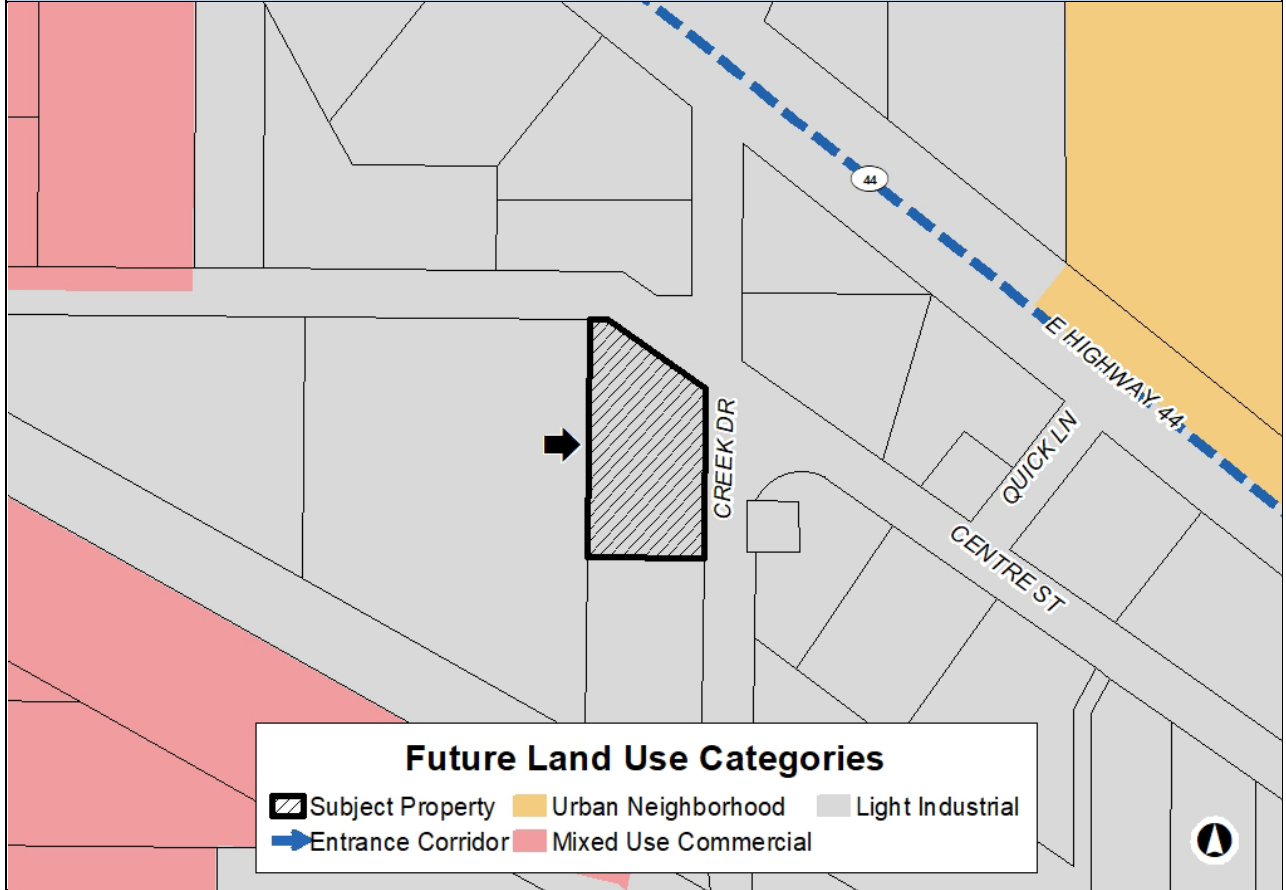 44
E HIGHWAY 44
CREEK DR
QUICK LN
CENTRE ST
Future Land Use Categories
Subject Property Urban Neighborhood Light Industrial
Entrance Corridor Mixed Use Commercial